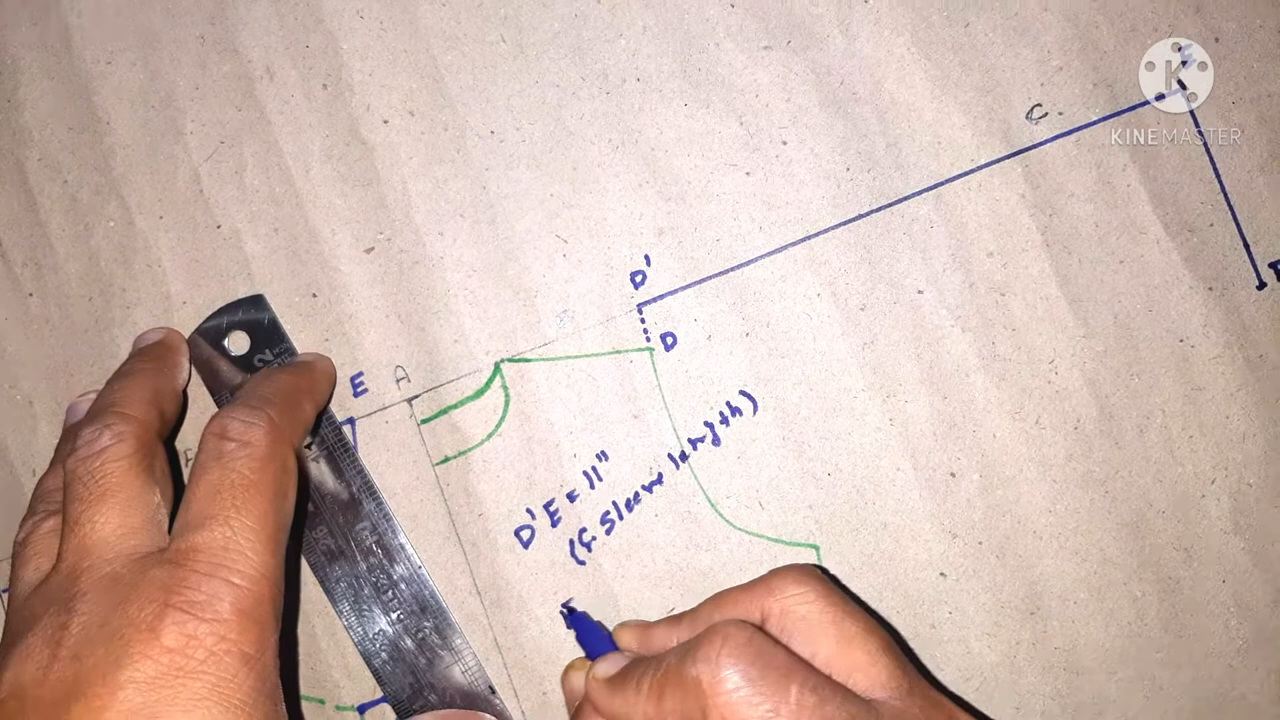 E
C.
KINEMASTER
D'
D
E
A
D'E = 11"
(f. Sleeve length)